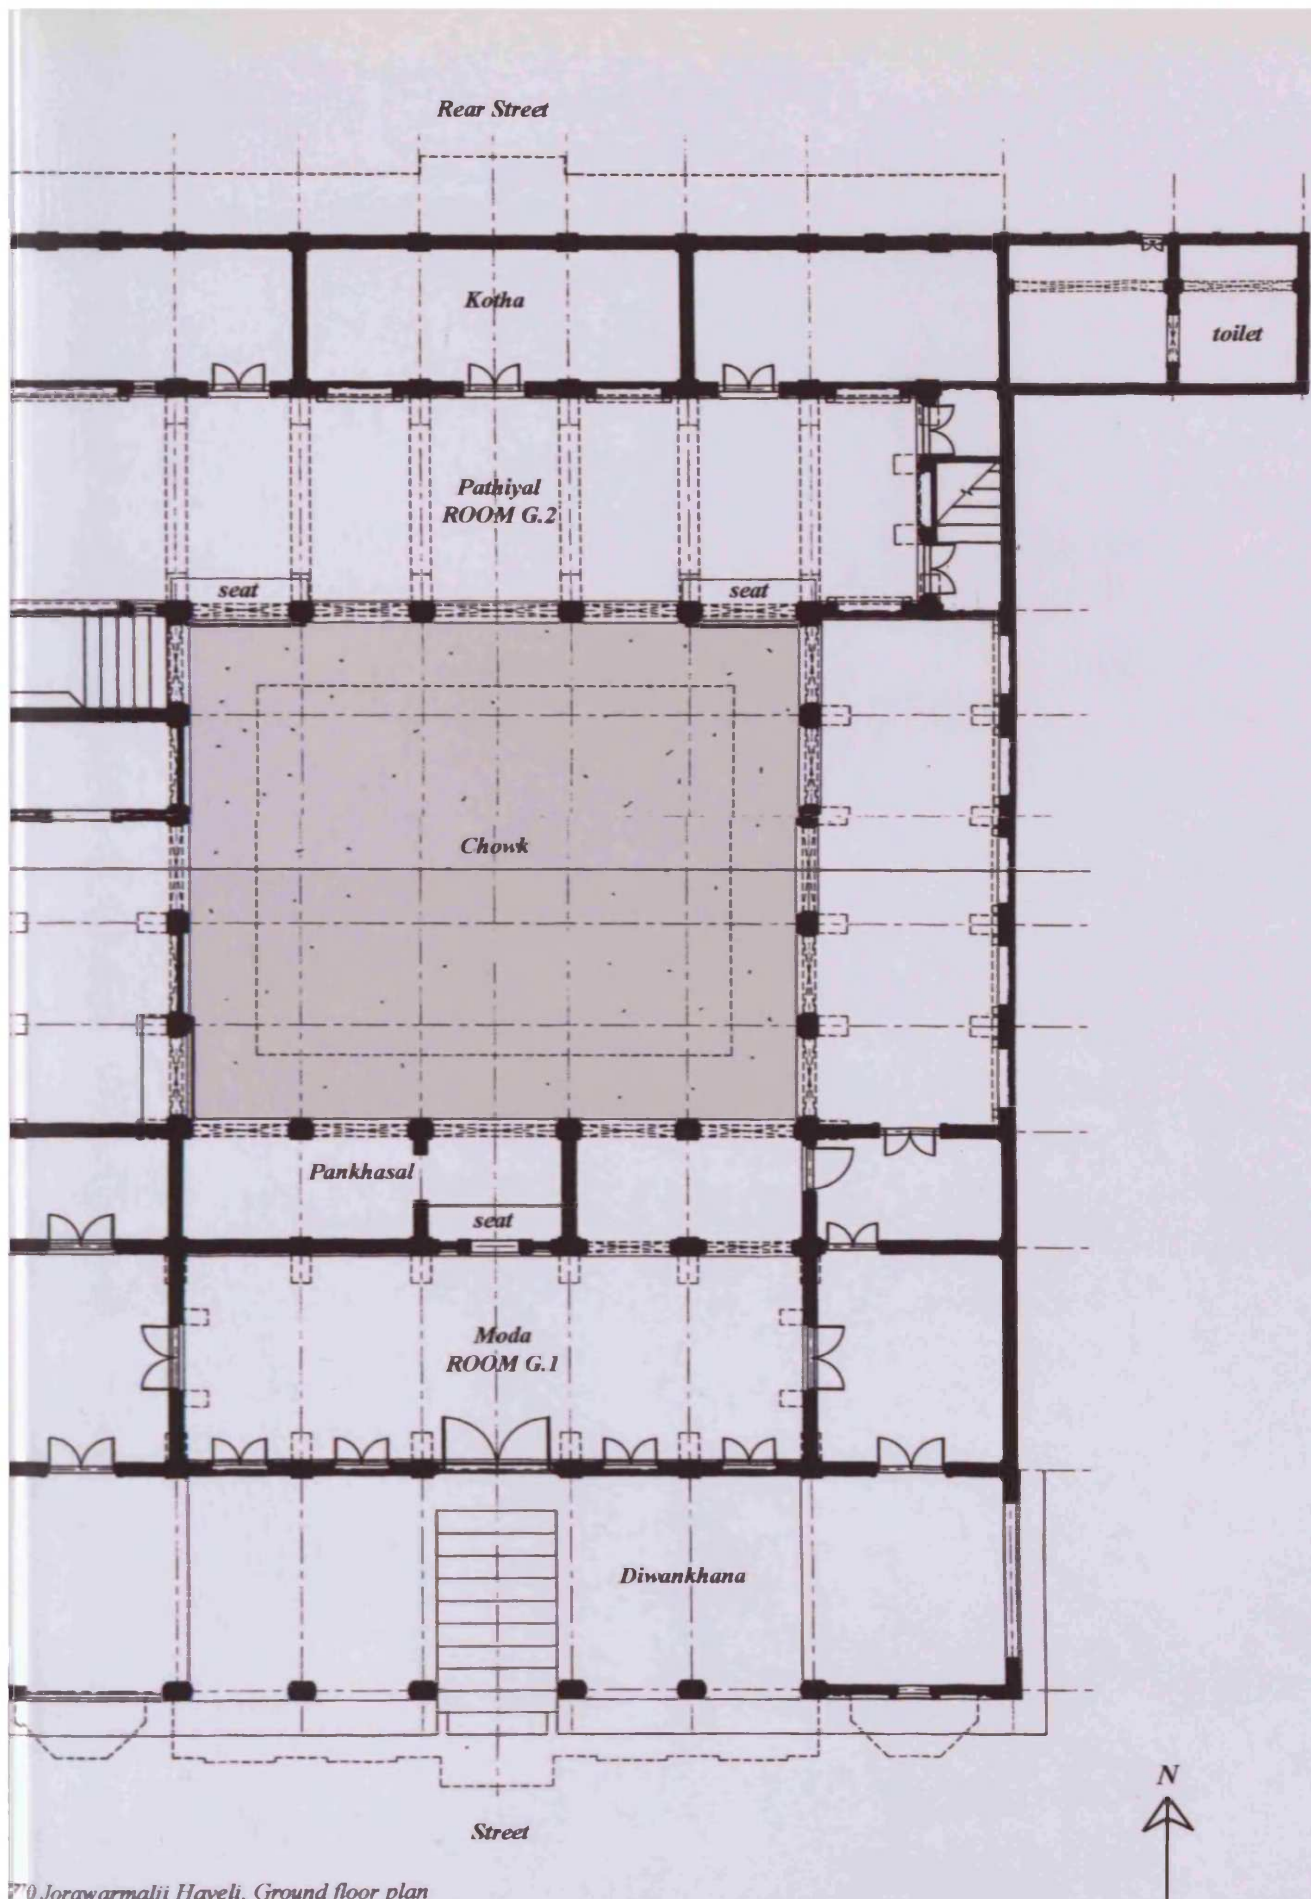 Rear Street
Kotha
toilet
Pathiyal
ROOM G.2
seat
seat
Chowk
Pankhasal
seat
Moda
ROOM G.1
Diwankhana
N
Street
70 Jorawarmalji Haveli, Ground floor plan